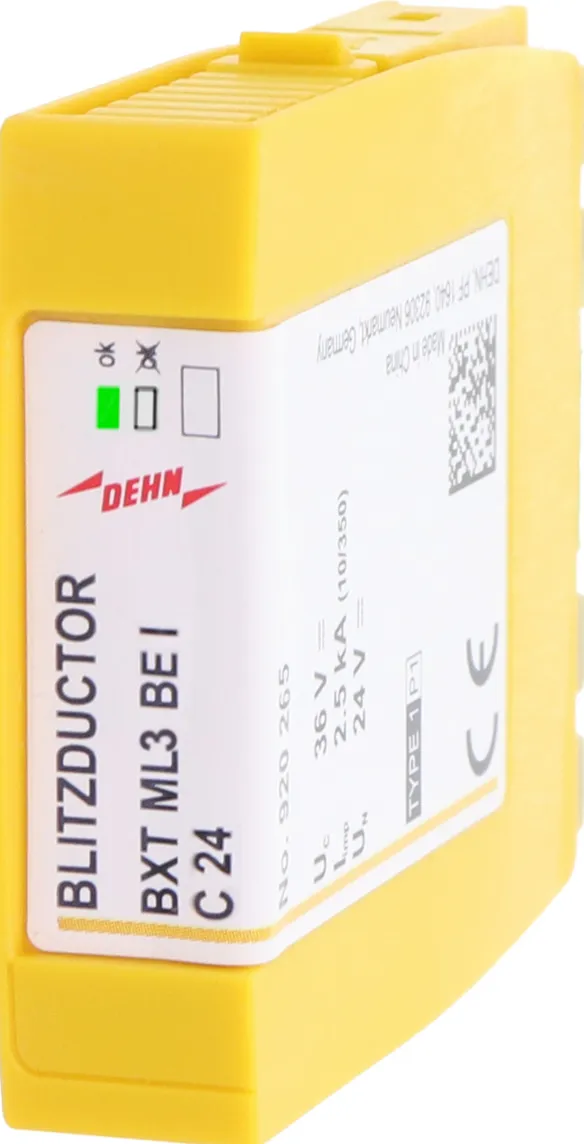 ok
ok
DEHN
BLITZDUCTOR
BXT ML3 BE I
C 24
No. 920 265
UC 36 V ⎓
Iimp 2.5 kA (10/350)
UN 24 V ⎓
TYPE 1 P1
CE
DEHN, PF 1640, 92306 Neumarkt, Germany
Made in China